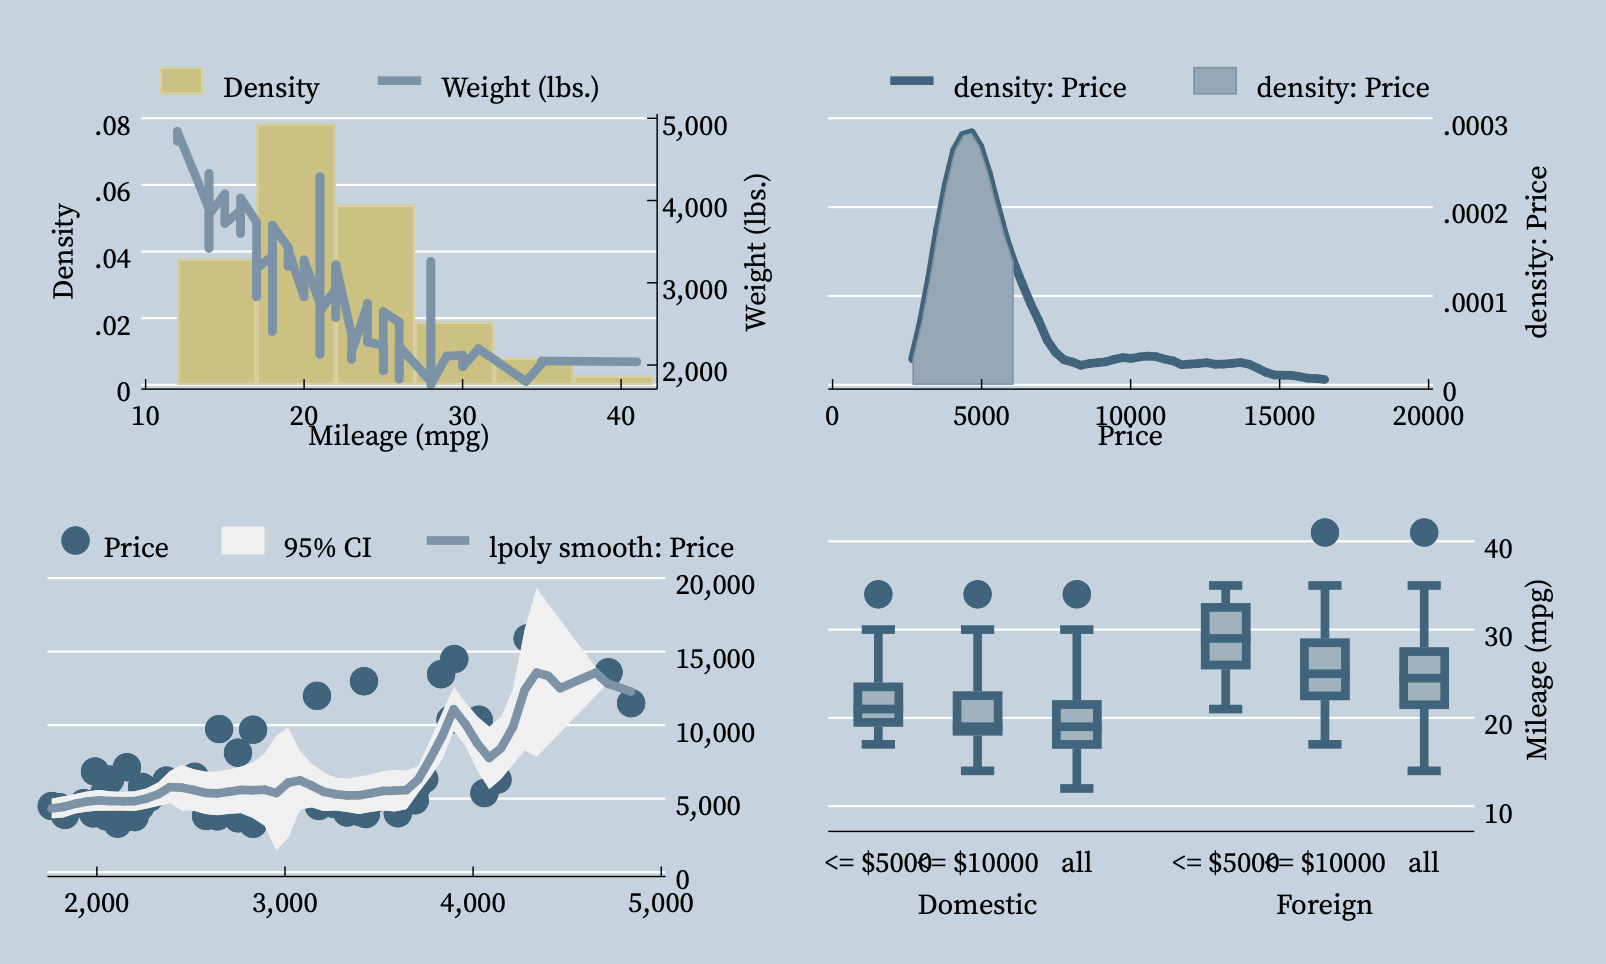 Density Weight (lbs.)
.08
.06
.04
.02
0
Density
5,000
4,000
3,000
2,000
Weight (lbs.)
10 20 30 40
Mileage (mpg)
density: Price density: Price
.0003
.0002
.0001
0
density: Price
0 5000 10000 15000 20000
Price
Price 95% CI lpoly smooth: Price
20,000
15,000
10,000
5,000
0
2,000 3,000 4,000 5,000
40
30
20
10
Mileage (mpg)
<= $5000 <= $10000 all <= $5000 <= $10000 all
Domestic Foreign